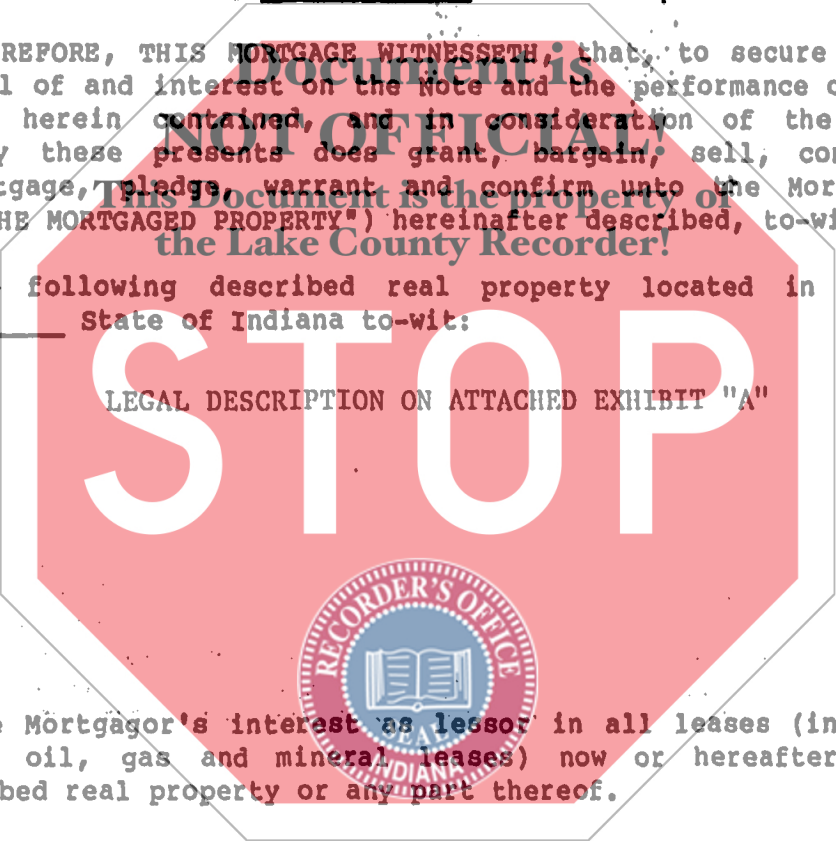 REFORE, THIS MORTGAGE WITNESSETH, that, to secure
Document is
l of and interest on the Note and the performance
herein contained, and in consideration of the
NOT OFFICIAL!
y these presents does grant, bargain, sell, con
tgage, pledge, warrant and confirm unto the Mor
This Document is the property of
HE MORTGAGED PROPERTY") hereinafter described, to-wi
the Lake County Recorder!
following described real property located in
State of Indiana to-wit:
STOP
LEGAL DESCRIPTION ON ATTACHED EXHIBIT "A"
RECORDER'S OFFICE
SEAL
INDIANA
e Mortgagor's interest as lessor in all leases (in
oil, gas and mineral leases) now or hereafter
bed real property or any part thereof.